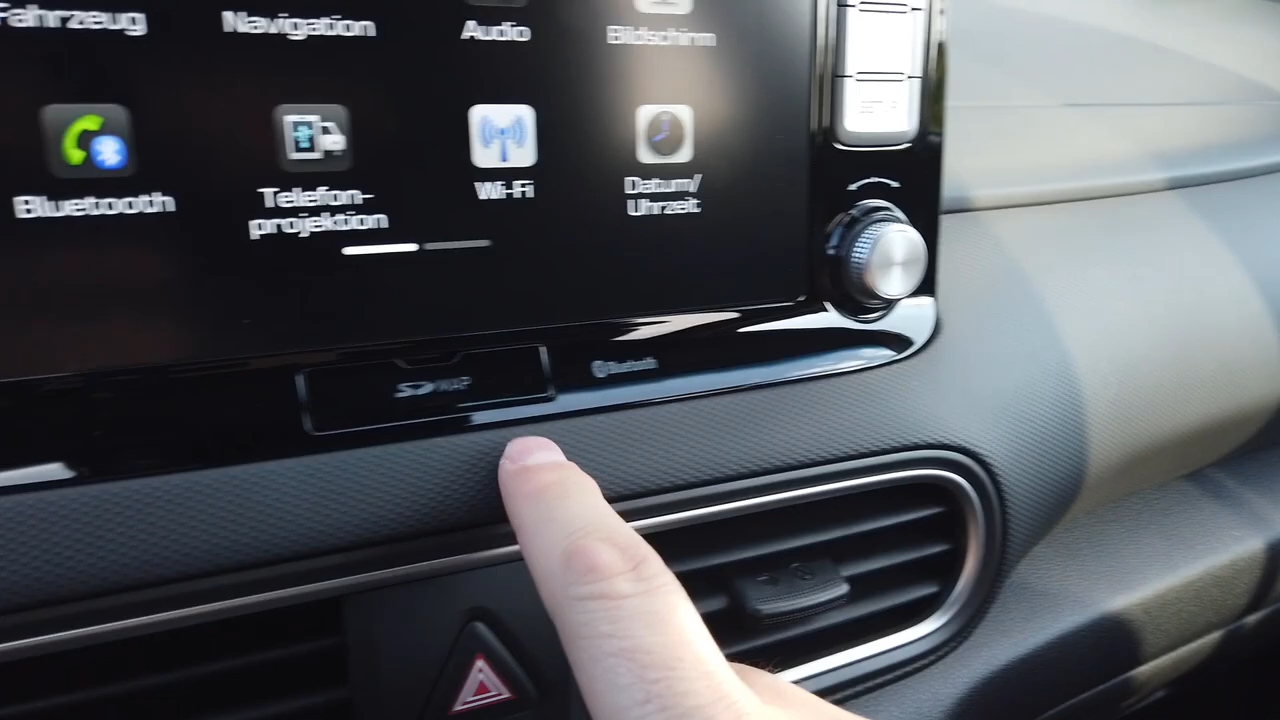 Fahrzeug
Navigation
Audio
Bildschirm
Bluetooth
Telefon-
projektion
Wi-Fi
Datum/
Uhrzeit
SD MAP
Bluetooth